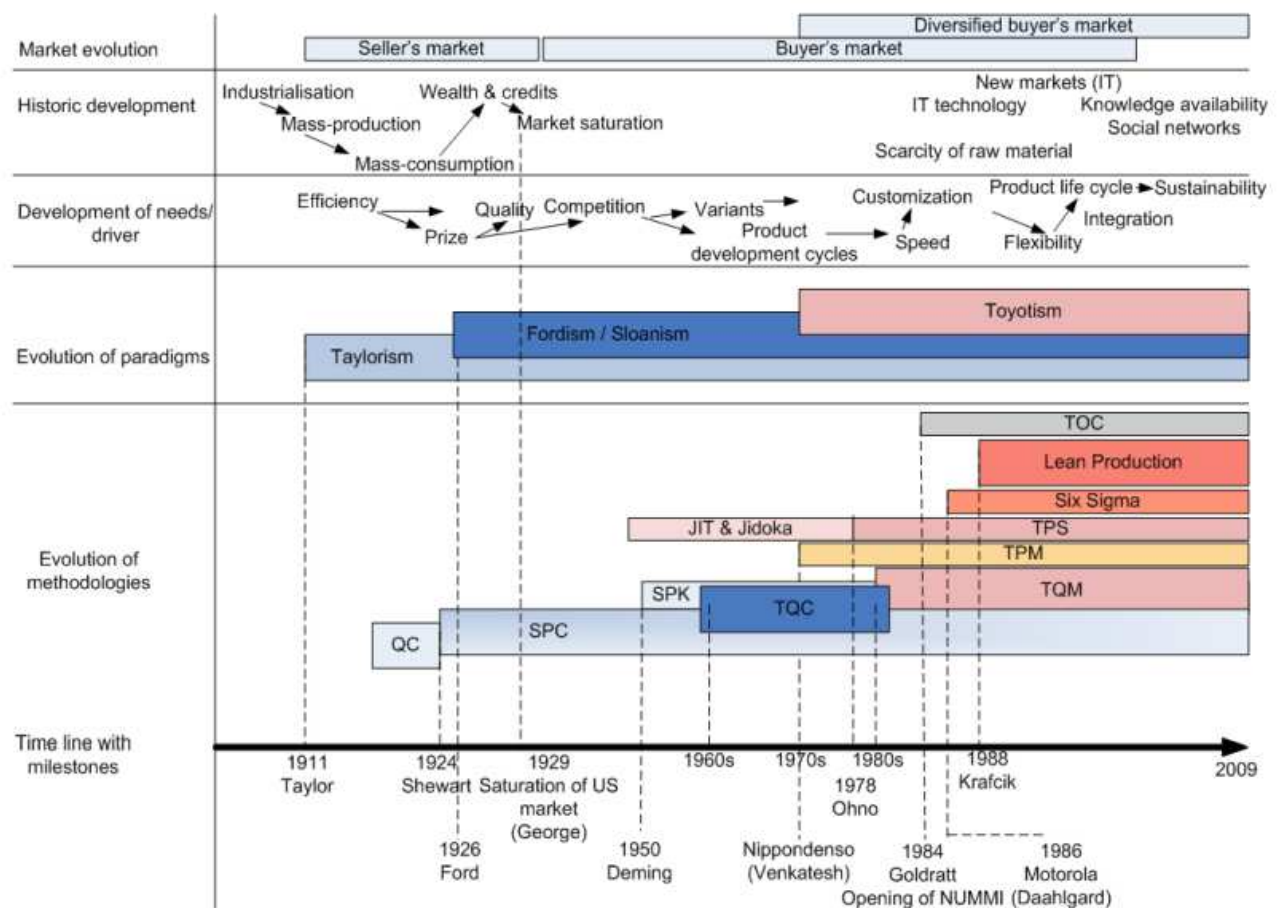 Diversified buyer's market
Market evolution
Seller's market
Buyer's market
Historic development
Industrialisation
Wealth & credits
New markets (IT)
IT technology
Knowledge availability
Mass-production
Market saturation
Social networks
Mass-consumption
Scarcity of raw material
Development of needs/
driver
Efficiency
Prize
Quality
Competition
Variants
Product
development cycles
Customization
Speed
Product life cycle
Sustainability
Integration
Flexibility
Evolution of paradigms
Taylorism
Fordism / Sloanism
Toyotism
Evolution of
methodologies
TOC
Lean Production
Six Sigma
JIT & Jidoka
TPS
TPM
SPK
TQC
TQM
QC
SPC
Time line with
milestones
1911
Taylor
1924
Shewart
1929
Saturation of US
market
(George)
1960s
1970s
1980s
1978
Ohno
1988
Krafcik
2009
1926
Ford
1950
Deming
Nippondenso
(Venkatesh)
1984
Goldratt
Opening of NUMMI
1986
Motorola
(Daahlgard)